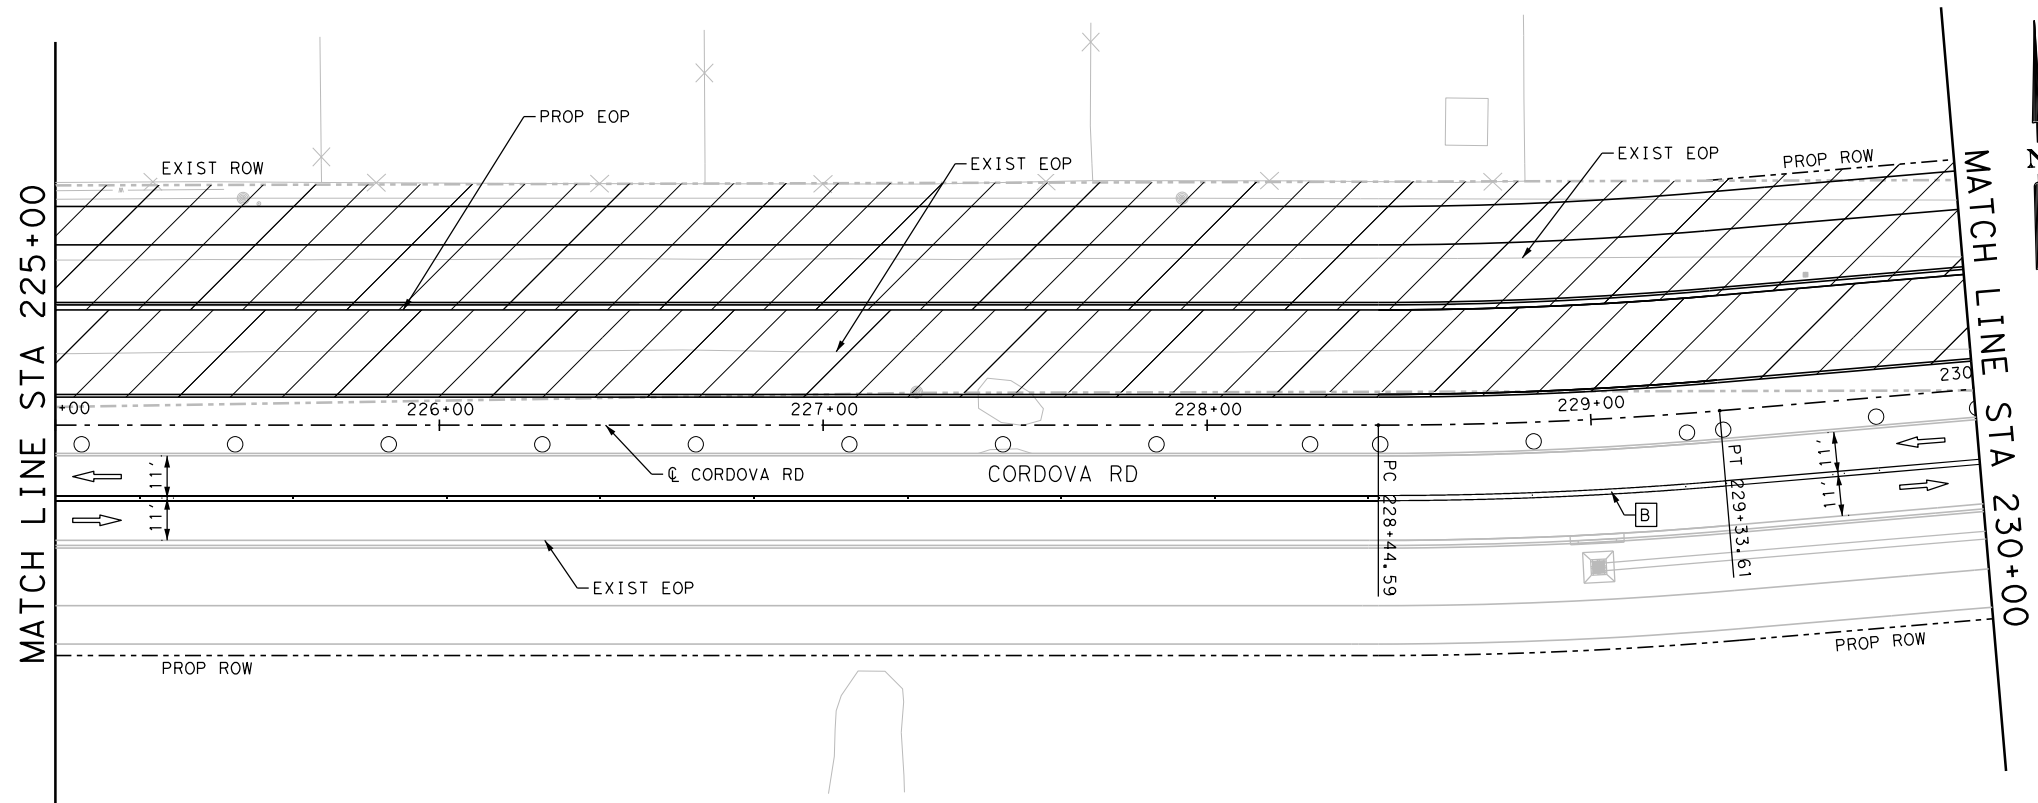 PROP EOP
EXIST EOP
EXIST EOP
PROP ROW
EXIST ROW
MATCH LINE STA 225+00
MATCH LINE STA 230+00
N
+00
226+00
227+00
228+00
229+00
230
℄ CORDOVA RD
CORDOVA RD
PC 228+44.59
PT 229+33.61
11'
11'
11'
11'
B
EXIST EOP
PROP ROW
PROP ROW